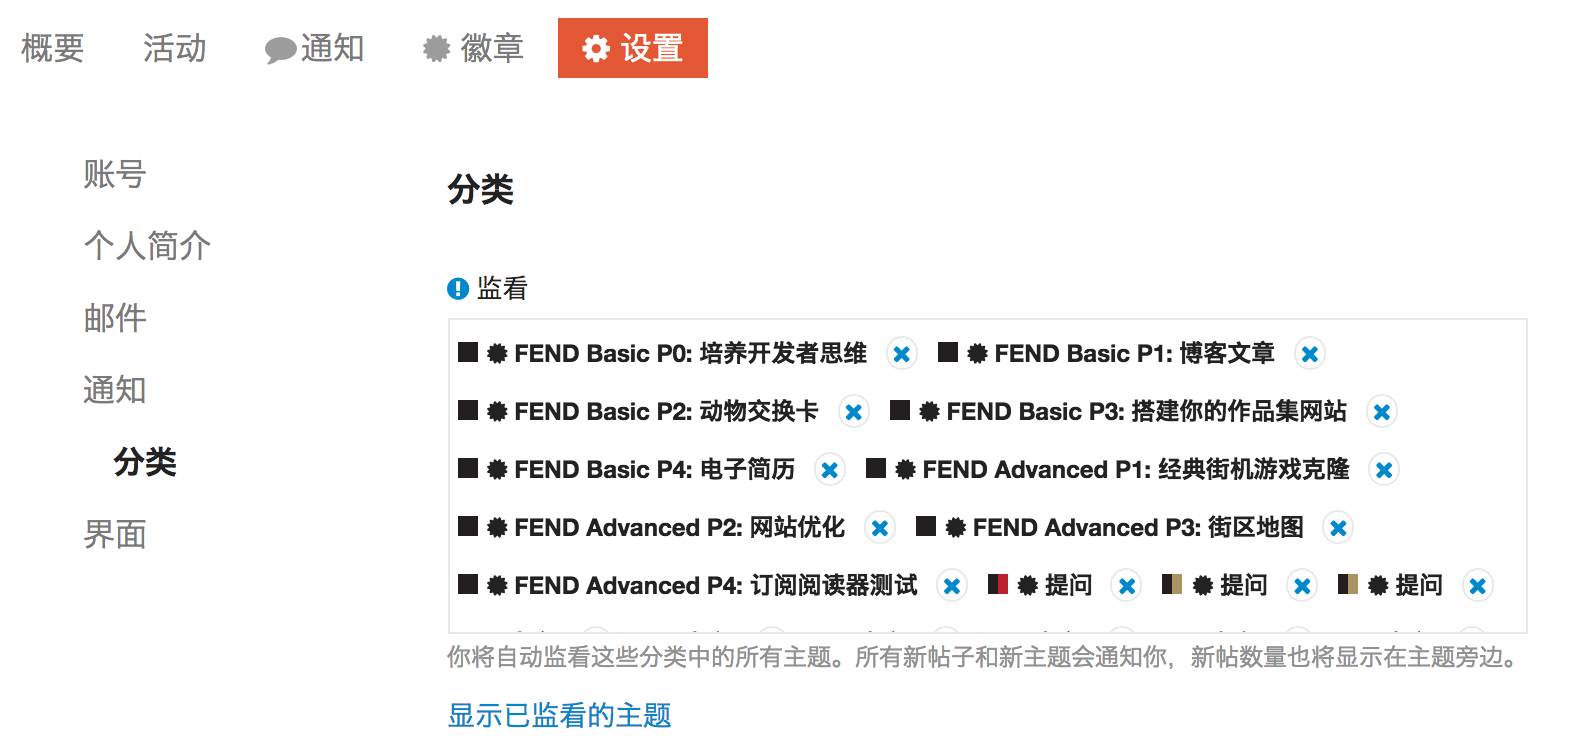 概要 活动 通知 徽章 设置
账号
个人简介
邮件
通知
分类
界面
分类
监看
FEND Basic P0: 培养开发者思维 FEND Basic P1: 博客文章
FEND Basic P2: 动物交换卡 FEND Basic P3: 搭建你的作品集网站
FEND Basic P4: 电子简历 FEND Advanced P1: 经典街机游戏克隆
FEND Advanced P2: 网站优化 FEND Advanced P3: 街区地图
FEND Advanced P4: 订阅阅读器测试 提问 提问 提问
你将自动监看这些分类中的所有主题。所有新帖子和新主题会通知你，新帖数量也将显示在主题旁边。
显示已监看的主题